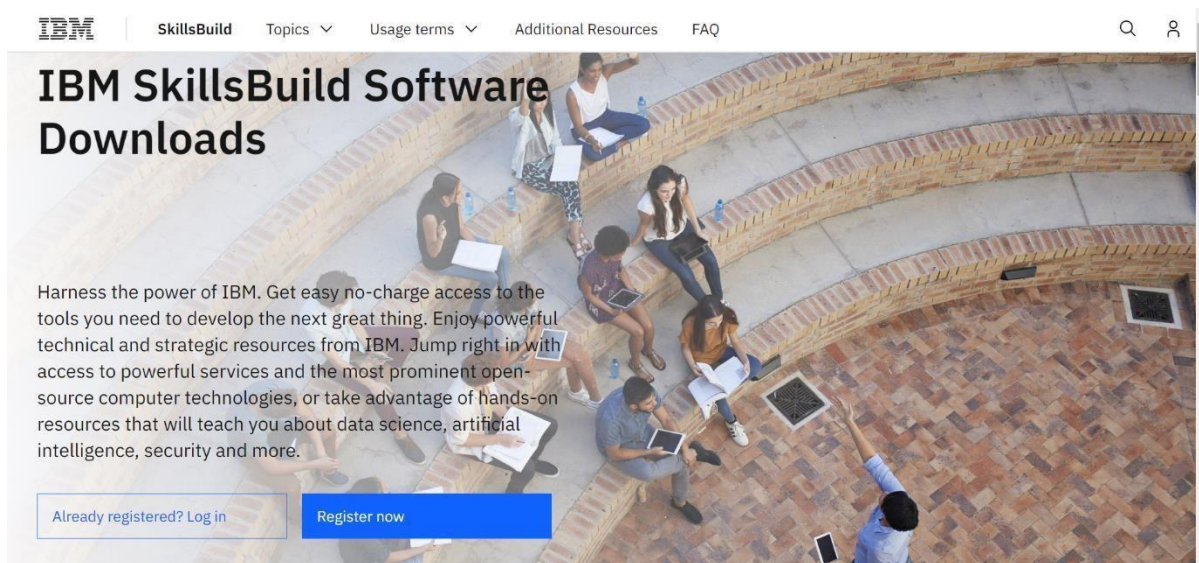 IBM
SkillsBuild
Topics
Usage terms
Additional Resources
FAQ
IBM SkillsBuild Software
Downloads
Harness the power of IBM. Get easy no-charge access to the
tools you need to develop the next great thing. Enjoy powerful
technical and strategic resources from IBM. Jump right in with
access to powerful services and the most prominent open-
source computer technologies, or take advantage of hands-on
resources that will teach you about data science, artificial
intelligence, security and more.
Already registered? Log in
Register now